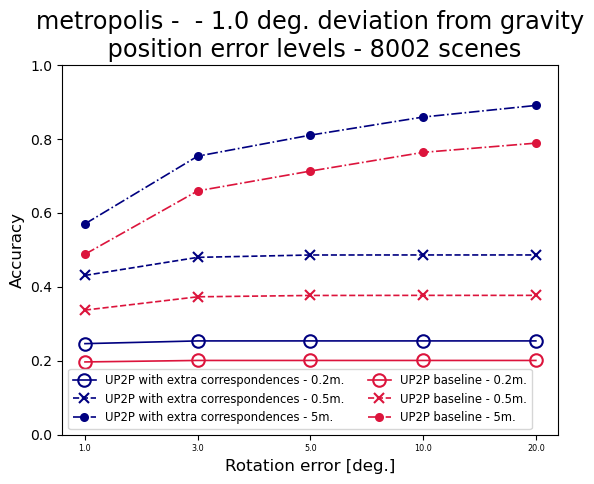 metropolis -  - 1.0 deg. deviation from gravity
position error levels - 8002 scenes
1.0
0.8
0.6
0.4
0.2
0.0
Accuracy
UP2P with extra correspondences - 0.2m.
UP2P with extra correspondences - 0.5m.
UP2P with extra correspondences - 5m.
UP2P baseline - 0.2m.
UP2P baseline - 0.5m.
UP2P baseline - 5m.
1.0 3.0 5.0 10.0 20.0
Rotation error [deg.]